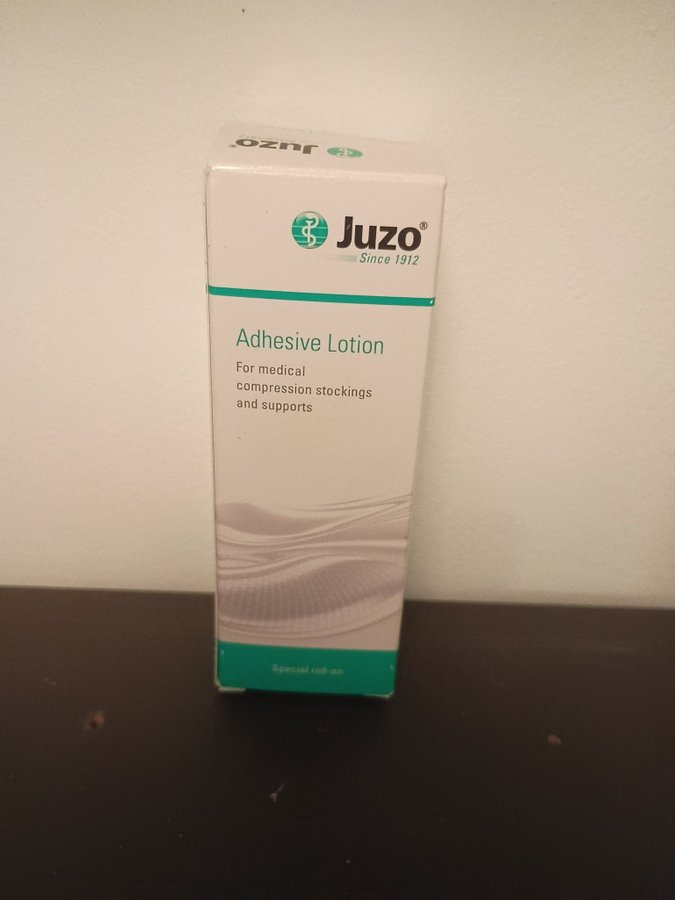 Juzo®
Juzo®
Since 1912
Adhesive Lotion
For medical
compression stockings
and supports
Special roll-on